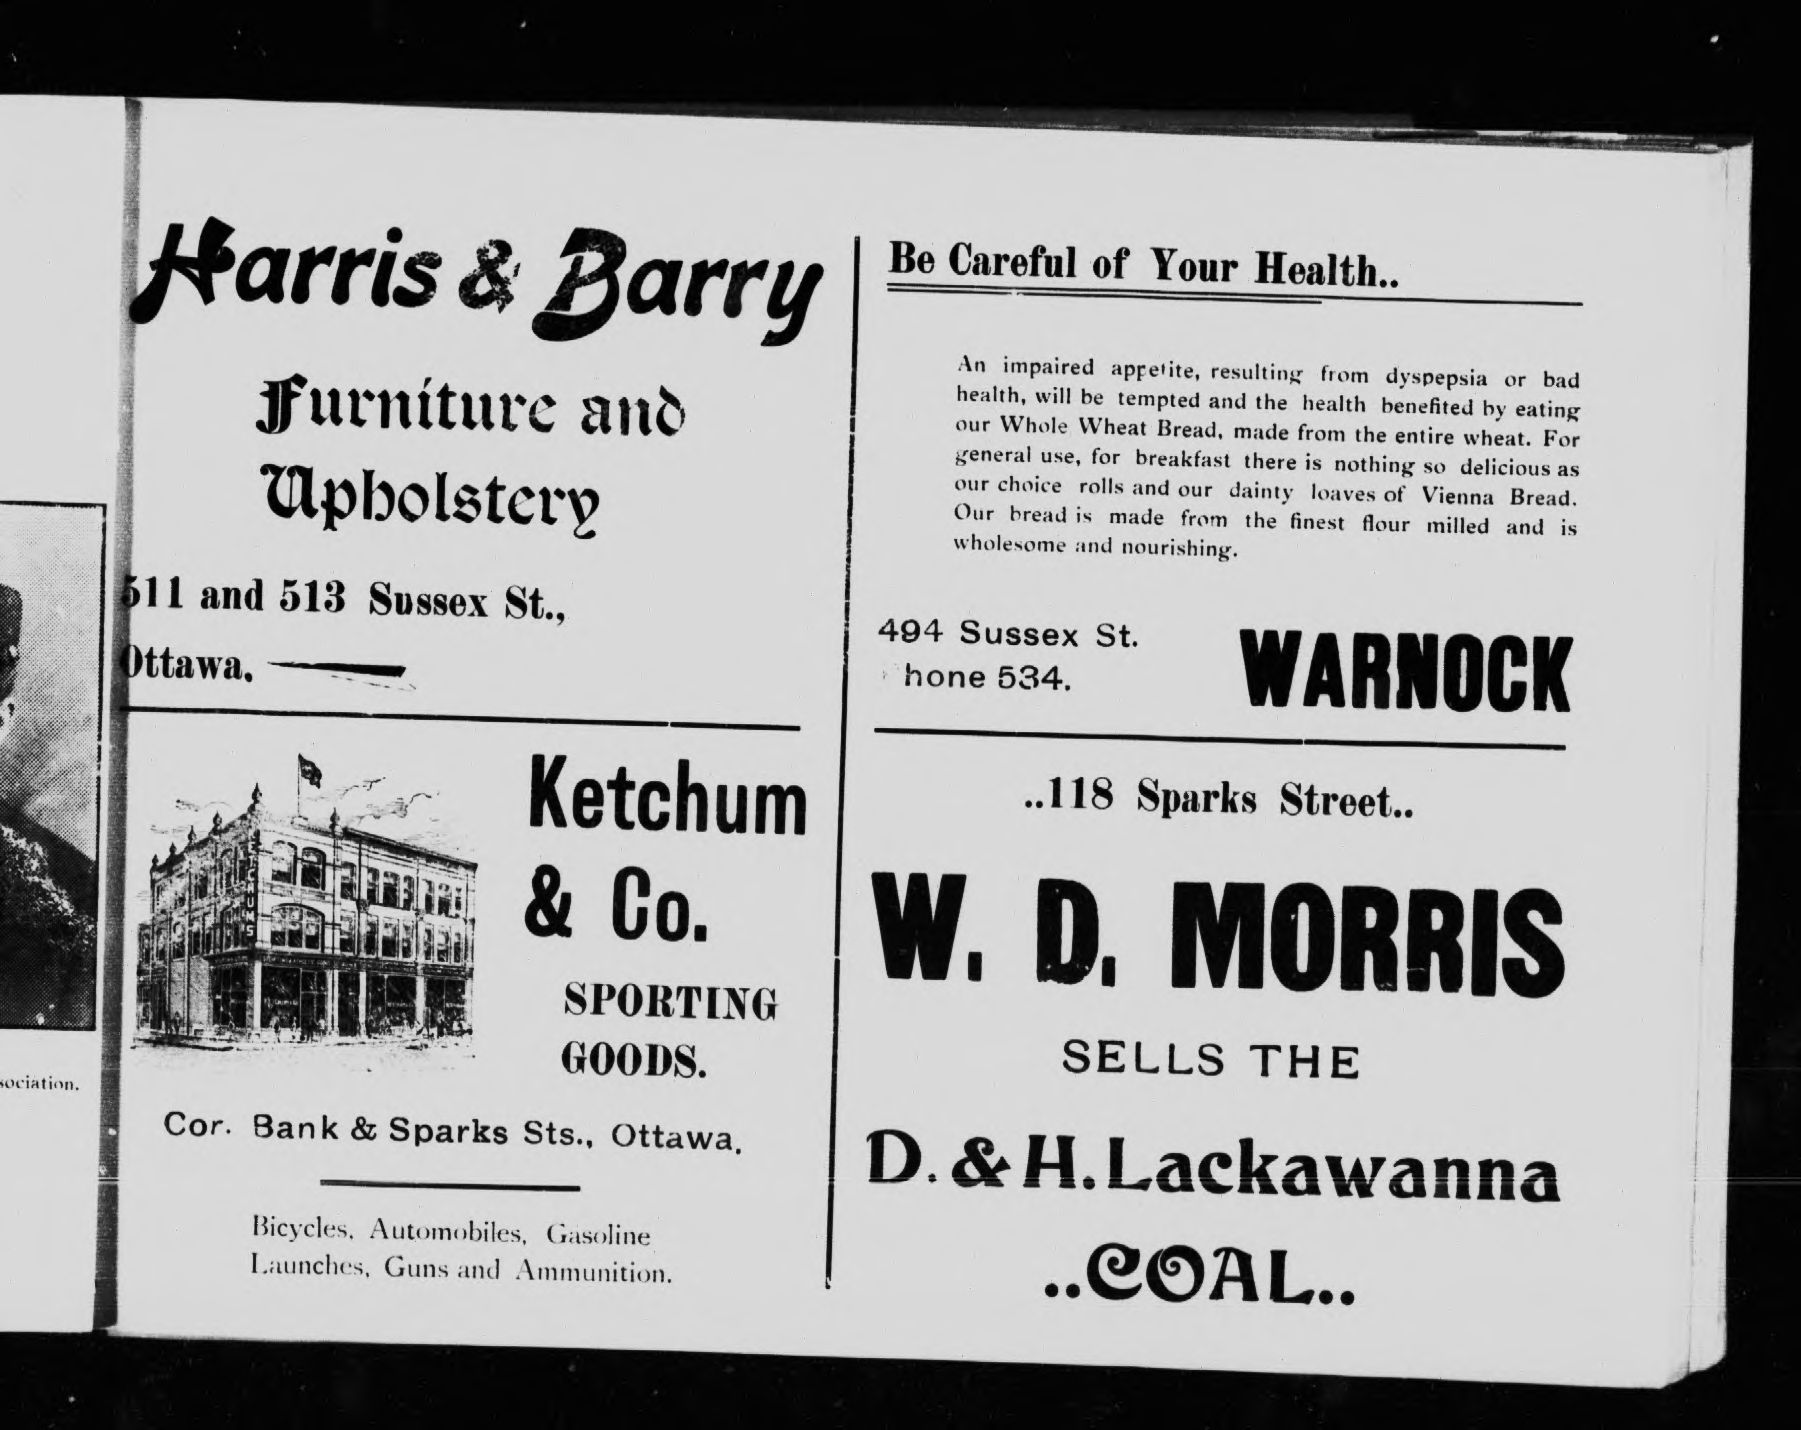 Harris & Barry
Furniture and
Upholstery
511 and 513 Sussex St.,
Ottawa.
KETCHUM'S
Ketchum
& Co.
SPORTING
GOODS.
Cor. Bank & Sparks Sts., Ottawa.
Bicycles, Automobiles, Gasoline
Launches, Guns and Ammunition.
Be Careful of Your Health..
An impaired appetite, resulting from dyspepsia or bad
health, will be tempted and the health benefited by eating
our Whole Wheat Bread, made from the entire wheat. For
general use, for breakfast there is nothing so delicious as
our choice rolls and our dainty loaves of Vienna Bread.
Our bread is made from the finest flour milled and is
wholesome and nourishing.
494 Sussex St.
hone 534.
WARNOCK
..118 Sparks Street..
W. D. MORRIS
SELLS THE
D. & H. Lackawanna
..COAL..
sociation.